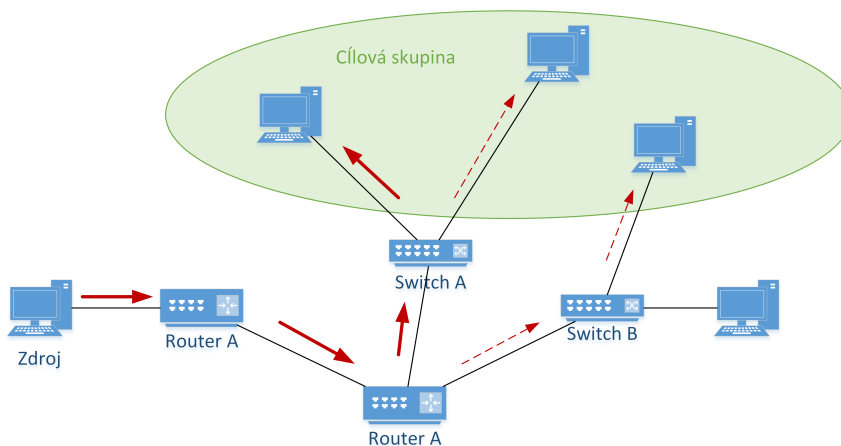 CÍlová skupina
Switch A
Zdroj
Router A
Switch B
Router A